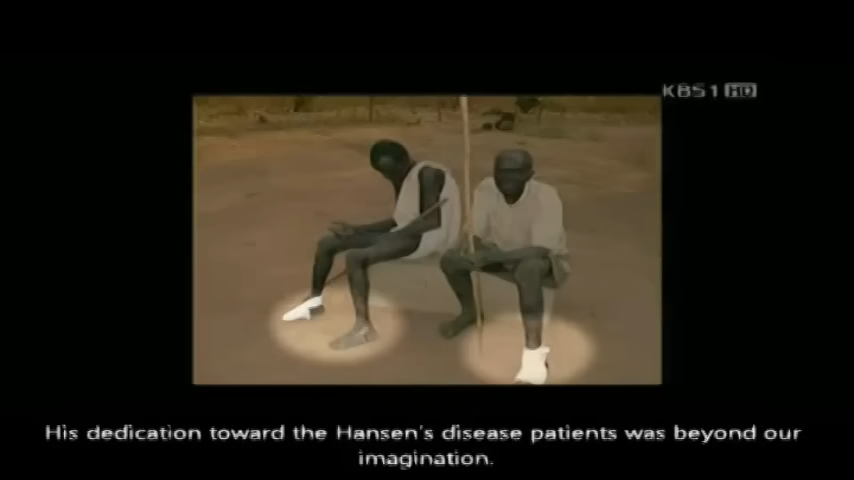 KBS1 HD
His dedication toward the Hansen's disease patients was beyond our
imagination.